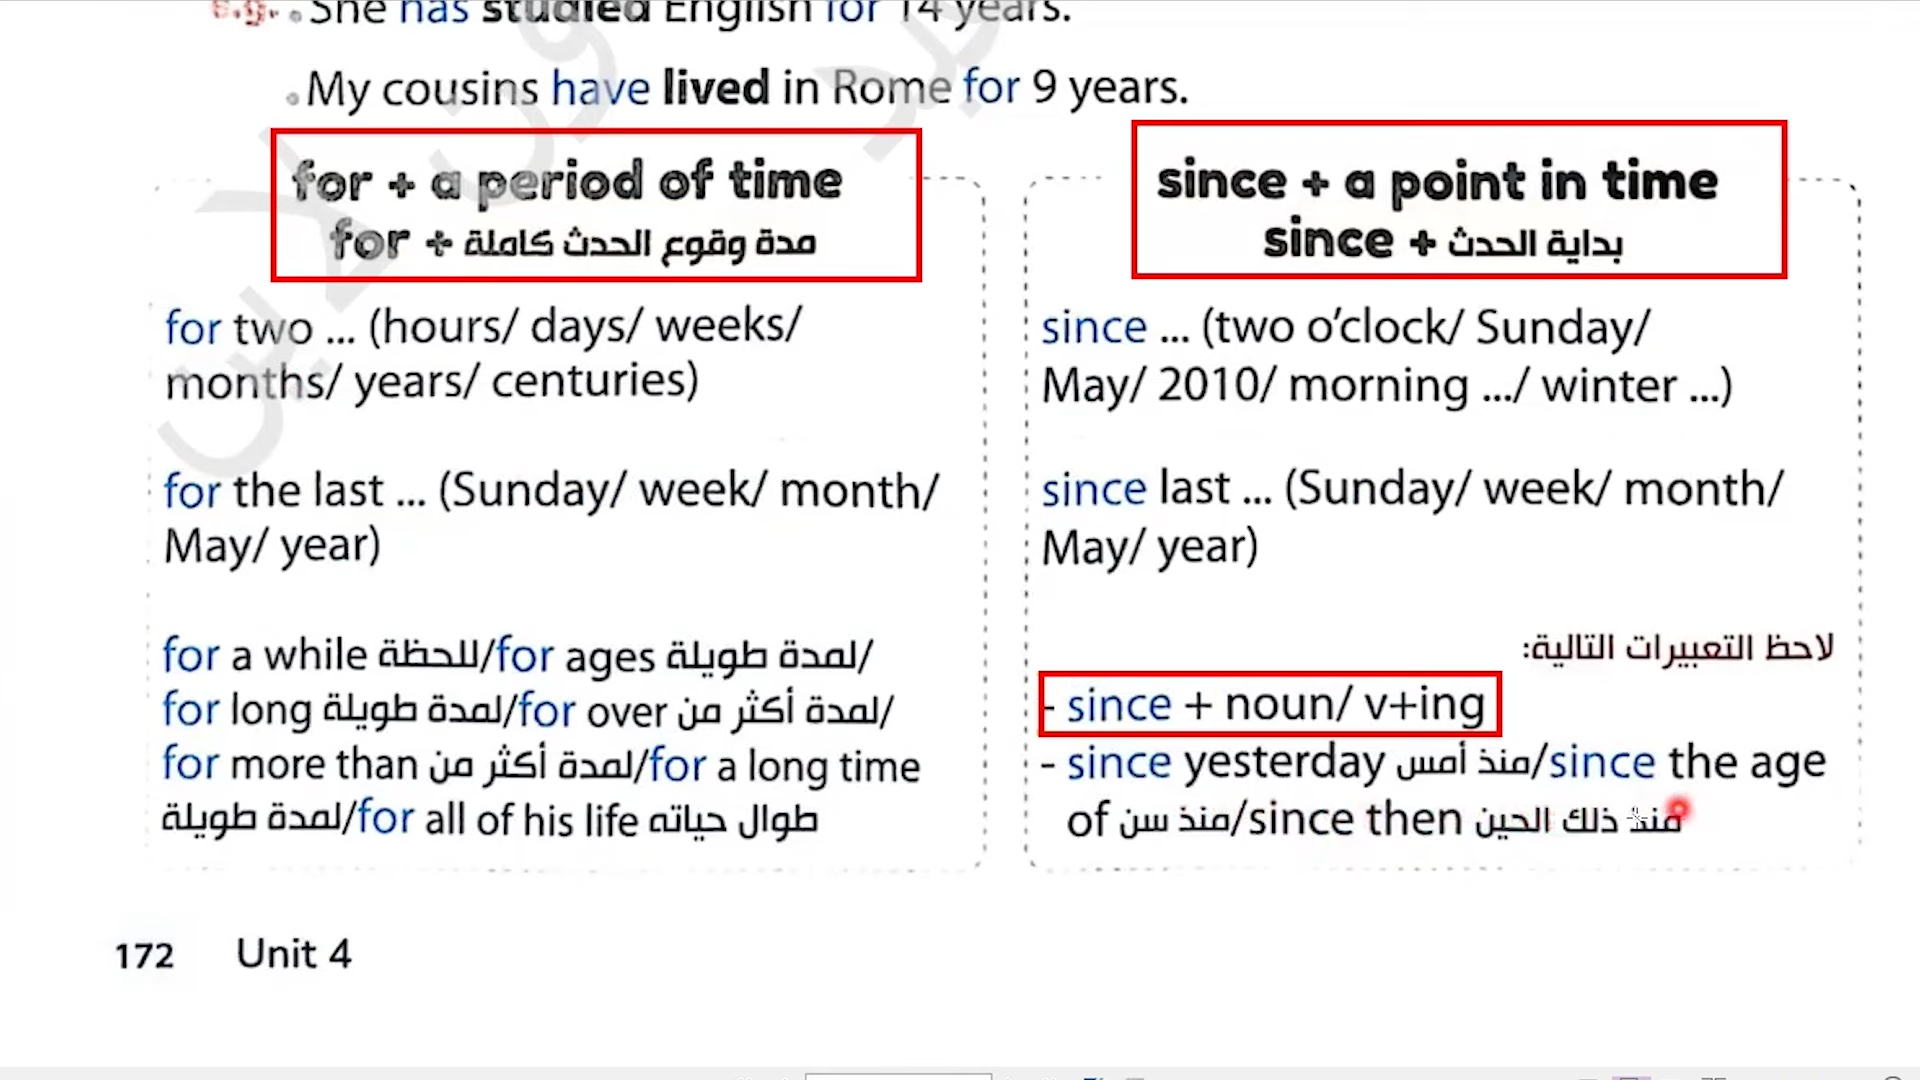 e.g. • She has studied English for 14 years.
• My cousins have lived in Rome for 9 years.
for + a period of time
for + مدة وقوع الحدث كاملة
for two ... (hours/ days/ weeks/
months/ years/ centuries)
for the last ... (Sunday/ week/ month/
May/ year)
for a while للحظة/for ages لمدة طويلة/
for long لمدة طويلة/for over لمدة أكثر من/
for more than لمدة أكثر من/for a long time
لمدة طويلة/for all of his life طوال حياته
since + a point in time
since + بداية الحدث
since ... (two o'clock/ Sunday/
May/ 2010/ morning .../ winter ...)
since last ... (Sunday/ week/ month/
May/ year)
لاحظ التعبيرات التالية:
- since + noun/ v+ing
- since yesterday منذ أمس/since the age
of منذ سن/since then منذ ذلك الحين
172 Unit 4